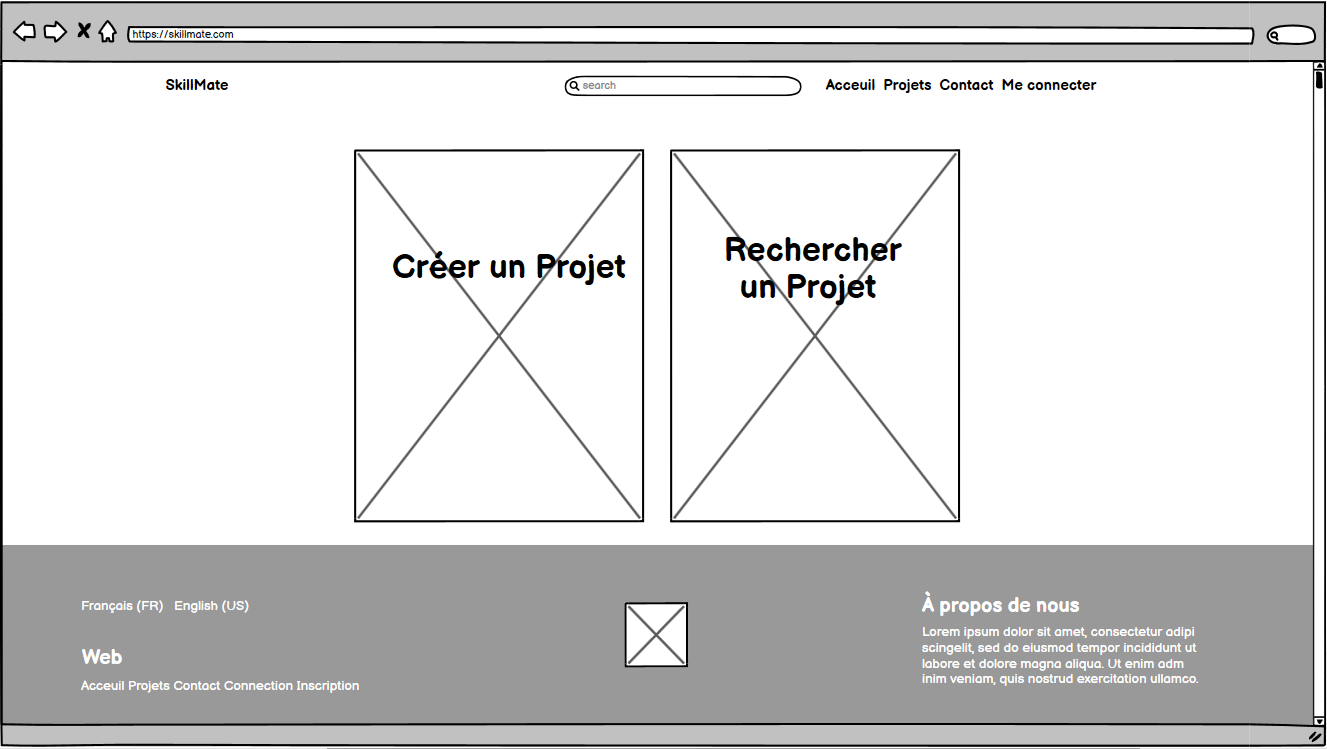 https://skillmate.com
SkillMate
search
Acceuil Projets Contact Me connecter
Créer un Projet
Rechercher
un Projet
Français (FR) English (US)
Web
Acceuil Projets Contact Connection Inscription
À propos de nous
Lorem ipsum dolor sit amet, consectetur adipi
scingelit, sed do eiusmod tempor incididunt ut
labore et dolore magna aliqua. Ut enim adm
inim veniam, quis nostrud exercitation ullamco.